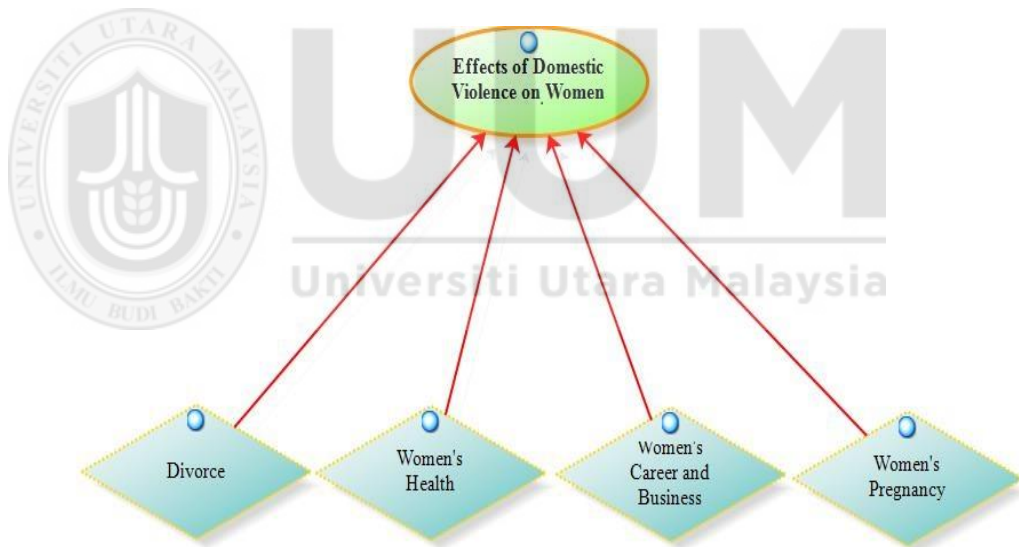 UNIVERSITI UTARA MALAYSIA
ILMU BUDI BAKTI
UUM
Universiti Utara Malaysia
Effects of Domestic
Violence on Women
Divorce
Women's
Health
Women's
Career and
Business
Women's
Pregnancy